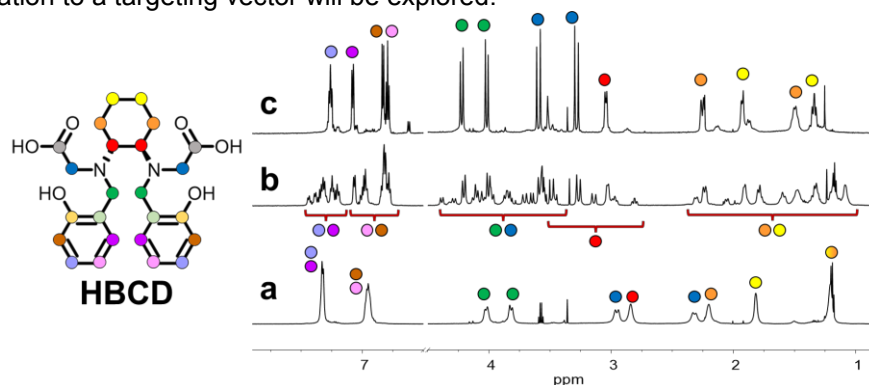 ation to a targeting vector will be explored.
c
b
a
O
HO
OH
O
N
N
HO
OH
HBCD
7
4
3
2
1
ppm